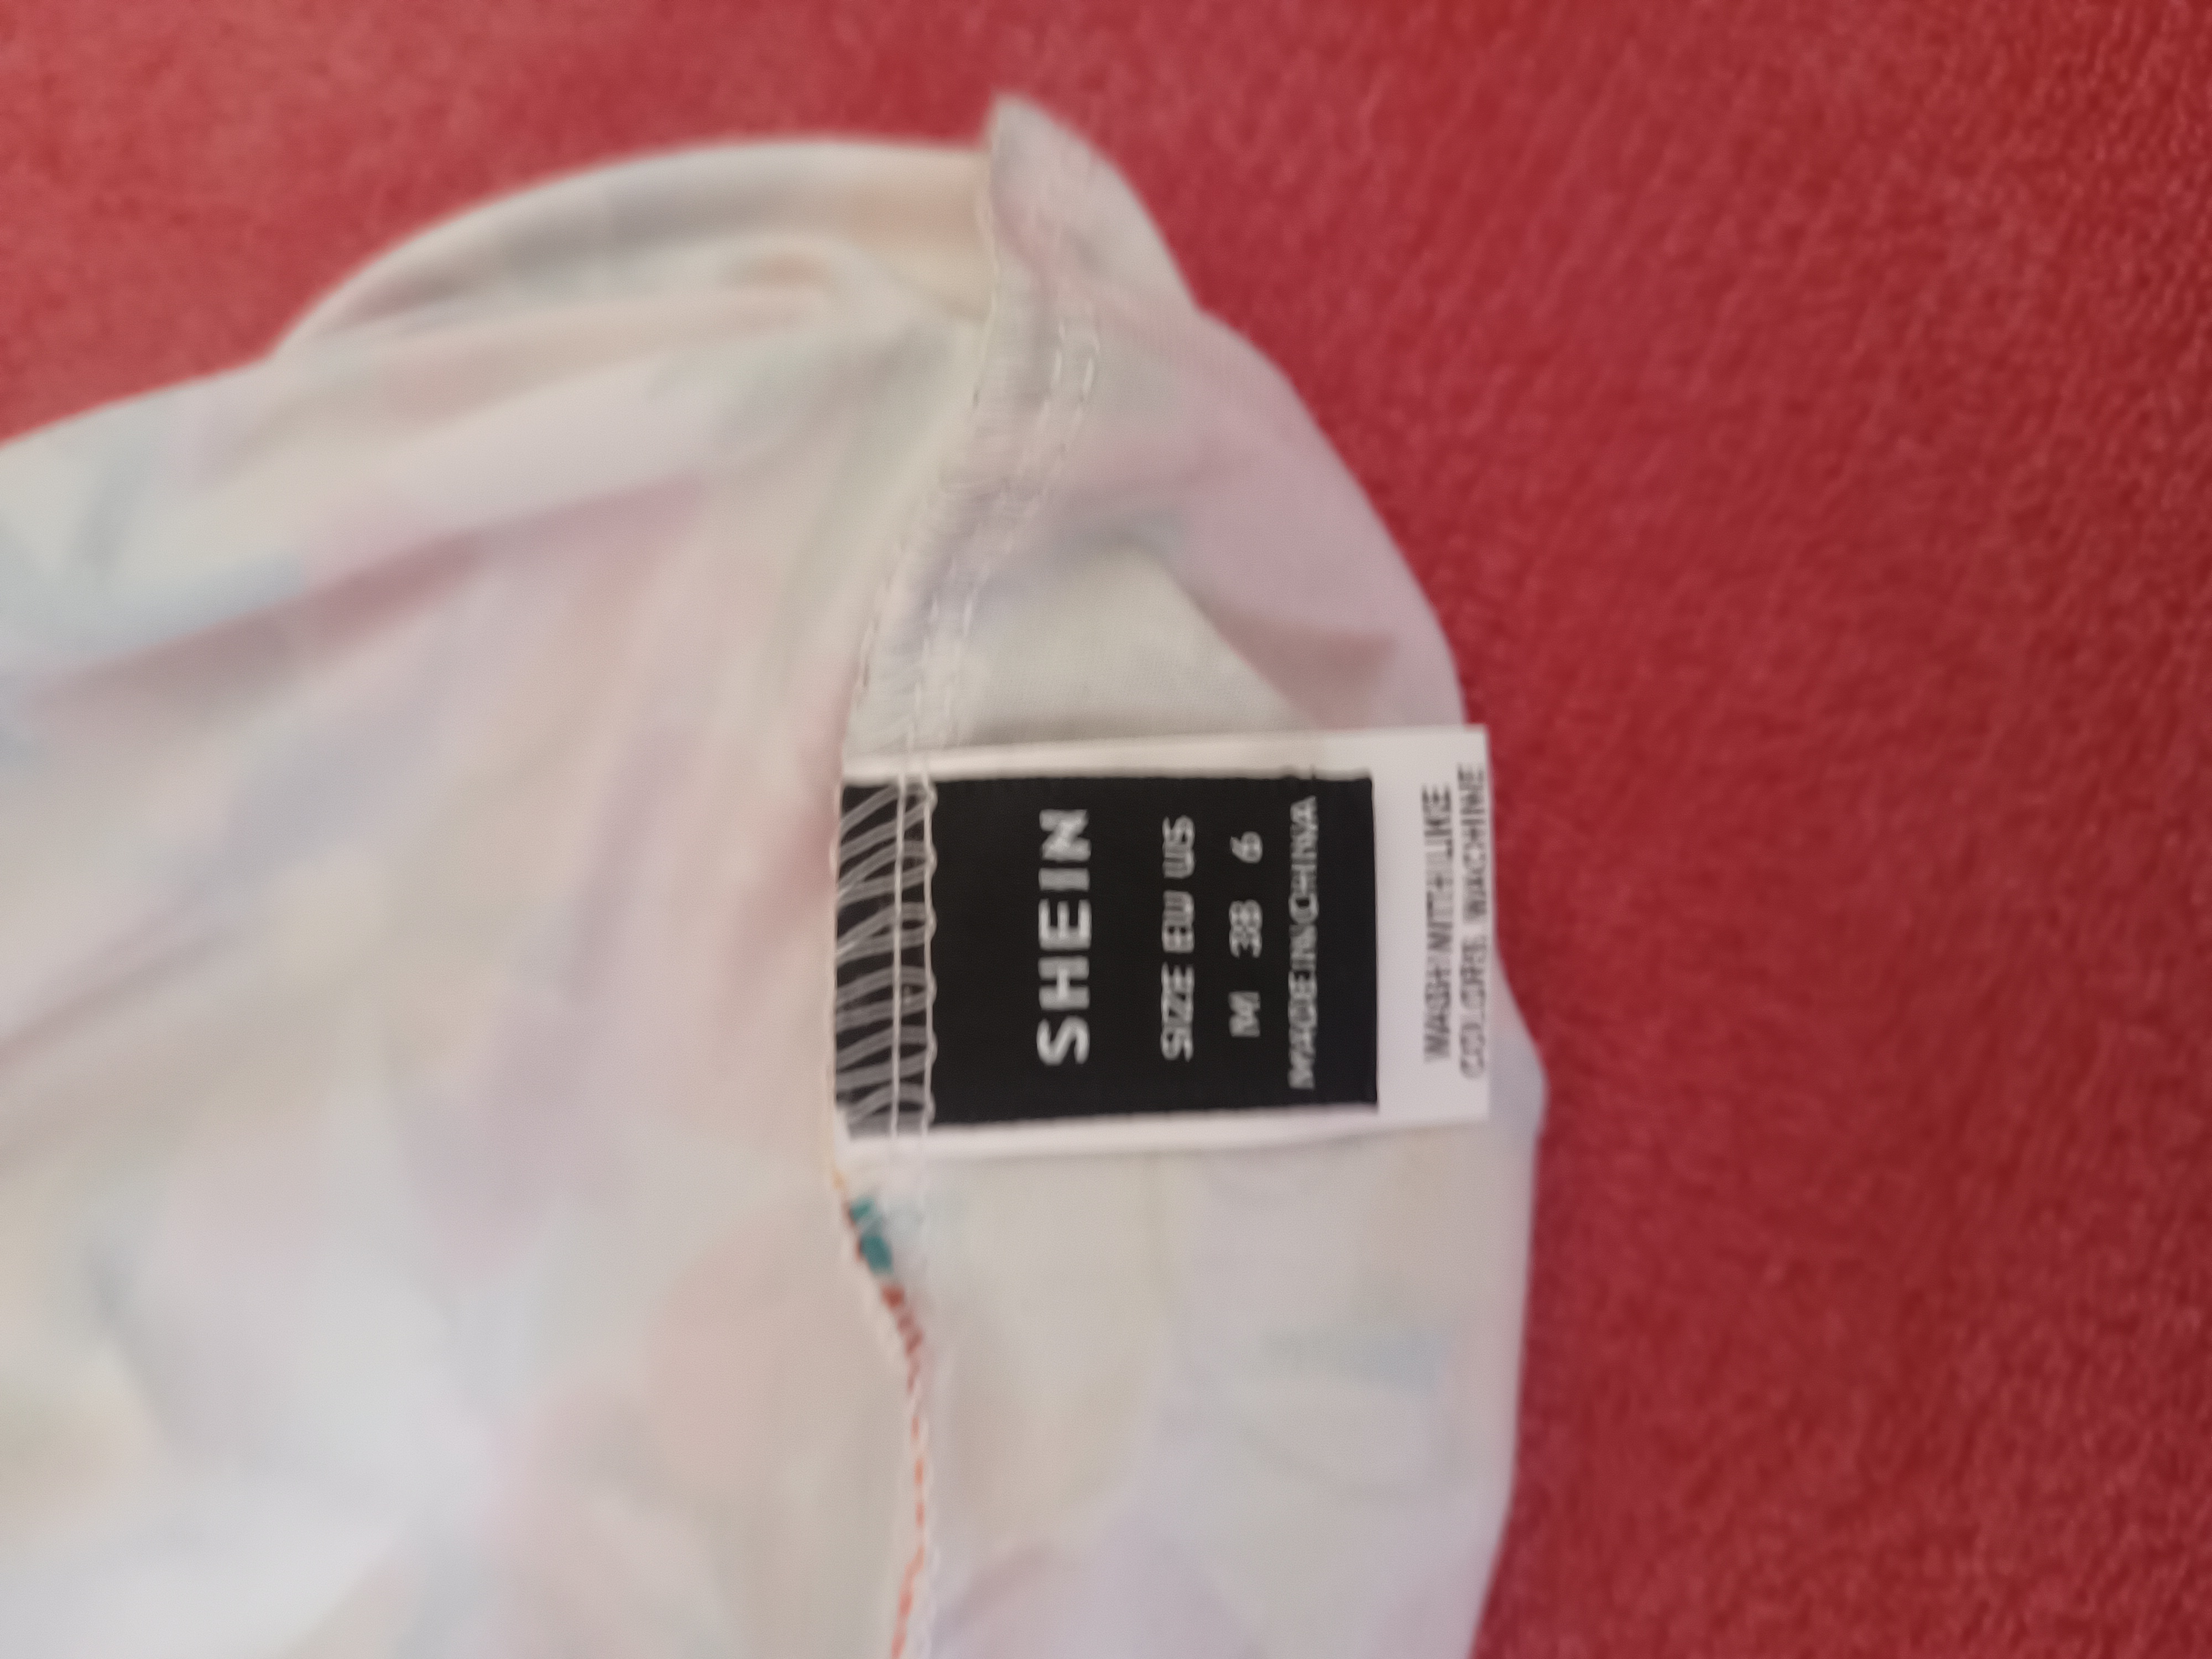 SHEIN
SIZE EU US
M 38 6
MADE IN CHINA
WASH WITH LIKE
COLORS. MACHINE